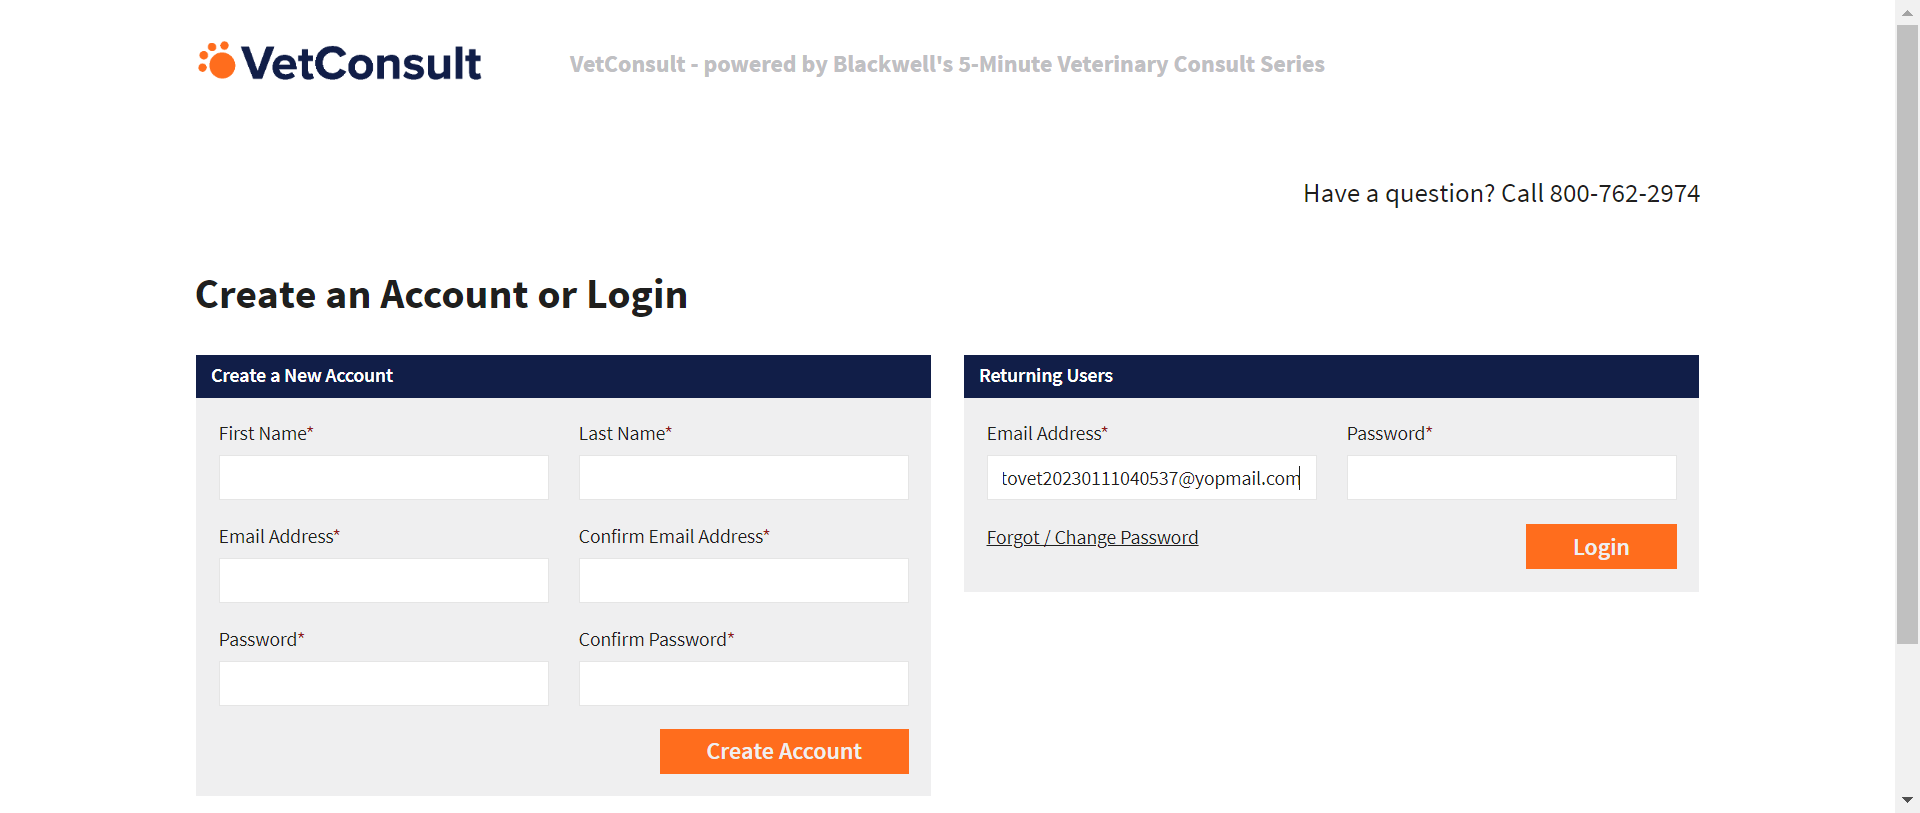 VetConsult
VetConsult - powered by Blackwell's 5-Minute Veterinary Consult Series
Have a question? Call 800-762-2974
Create an Account or Login
Create a New Account
First Name*
Last Name*
Email Address*
Confirm Email Address*
Password*
Confirm Password*
Create Account
Returning Users
Email Address*
Password*
tovet20230111040537@yopmail.com
Forgot / Change Password
Login